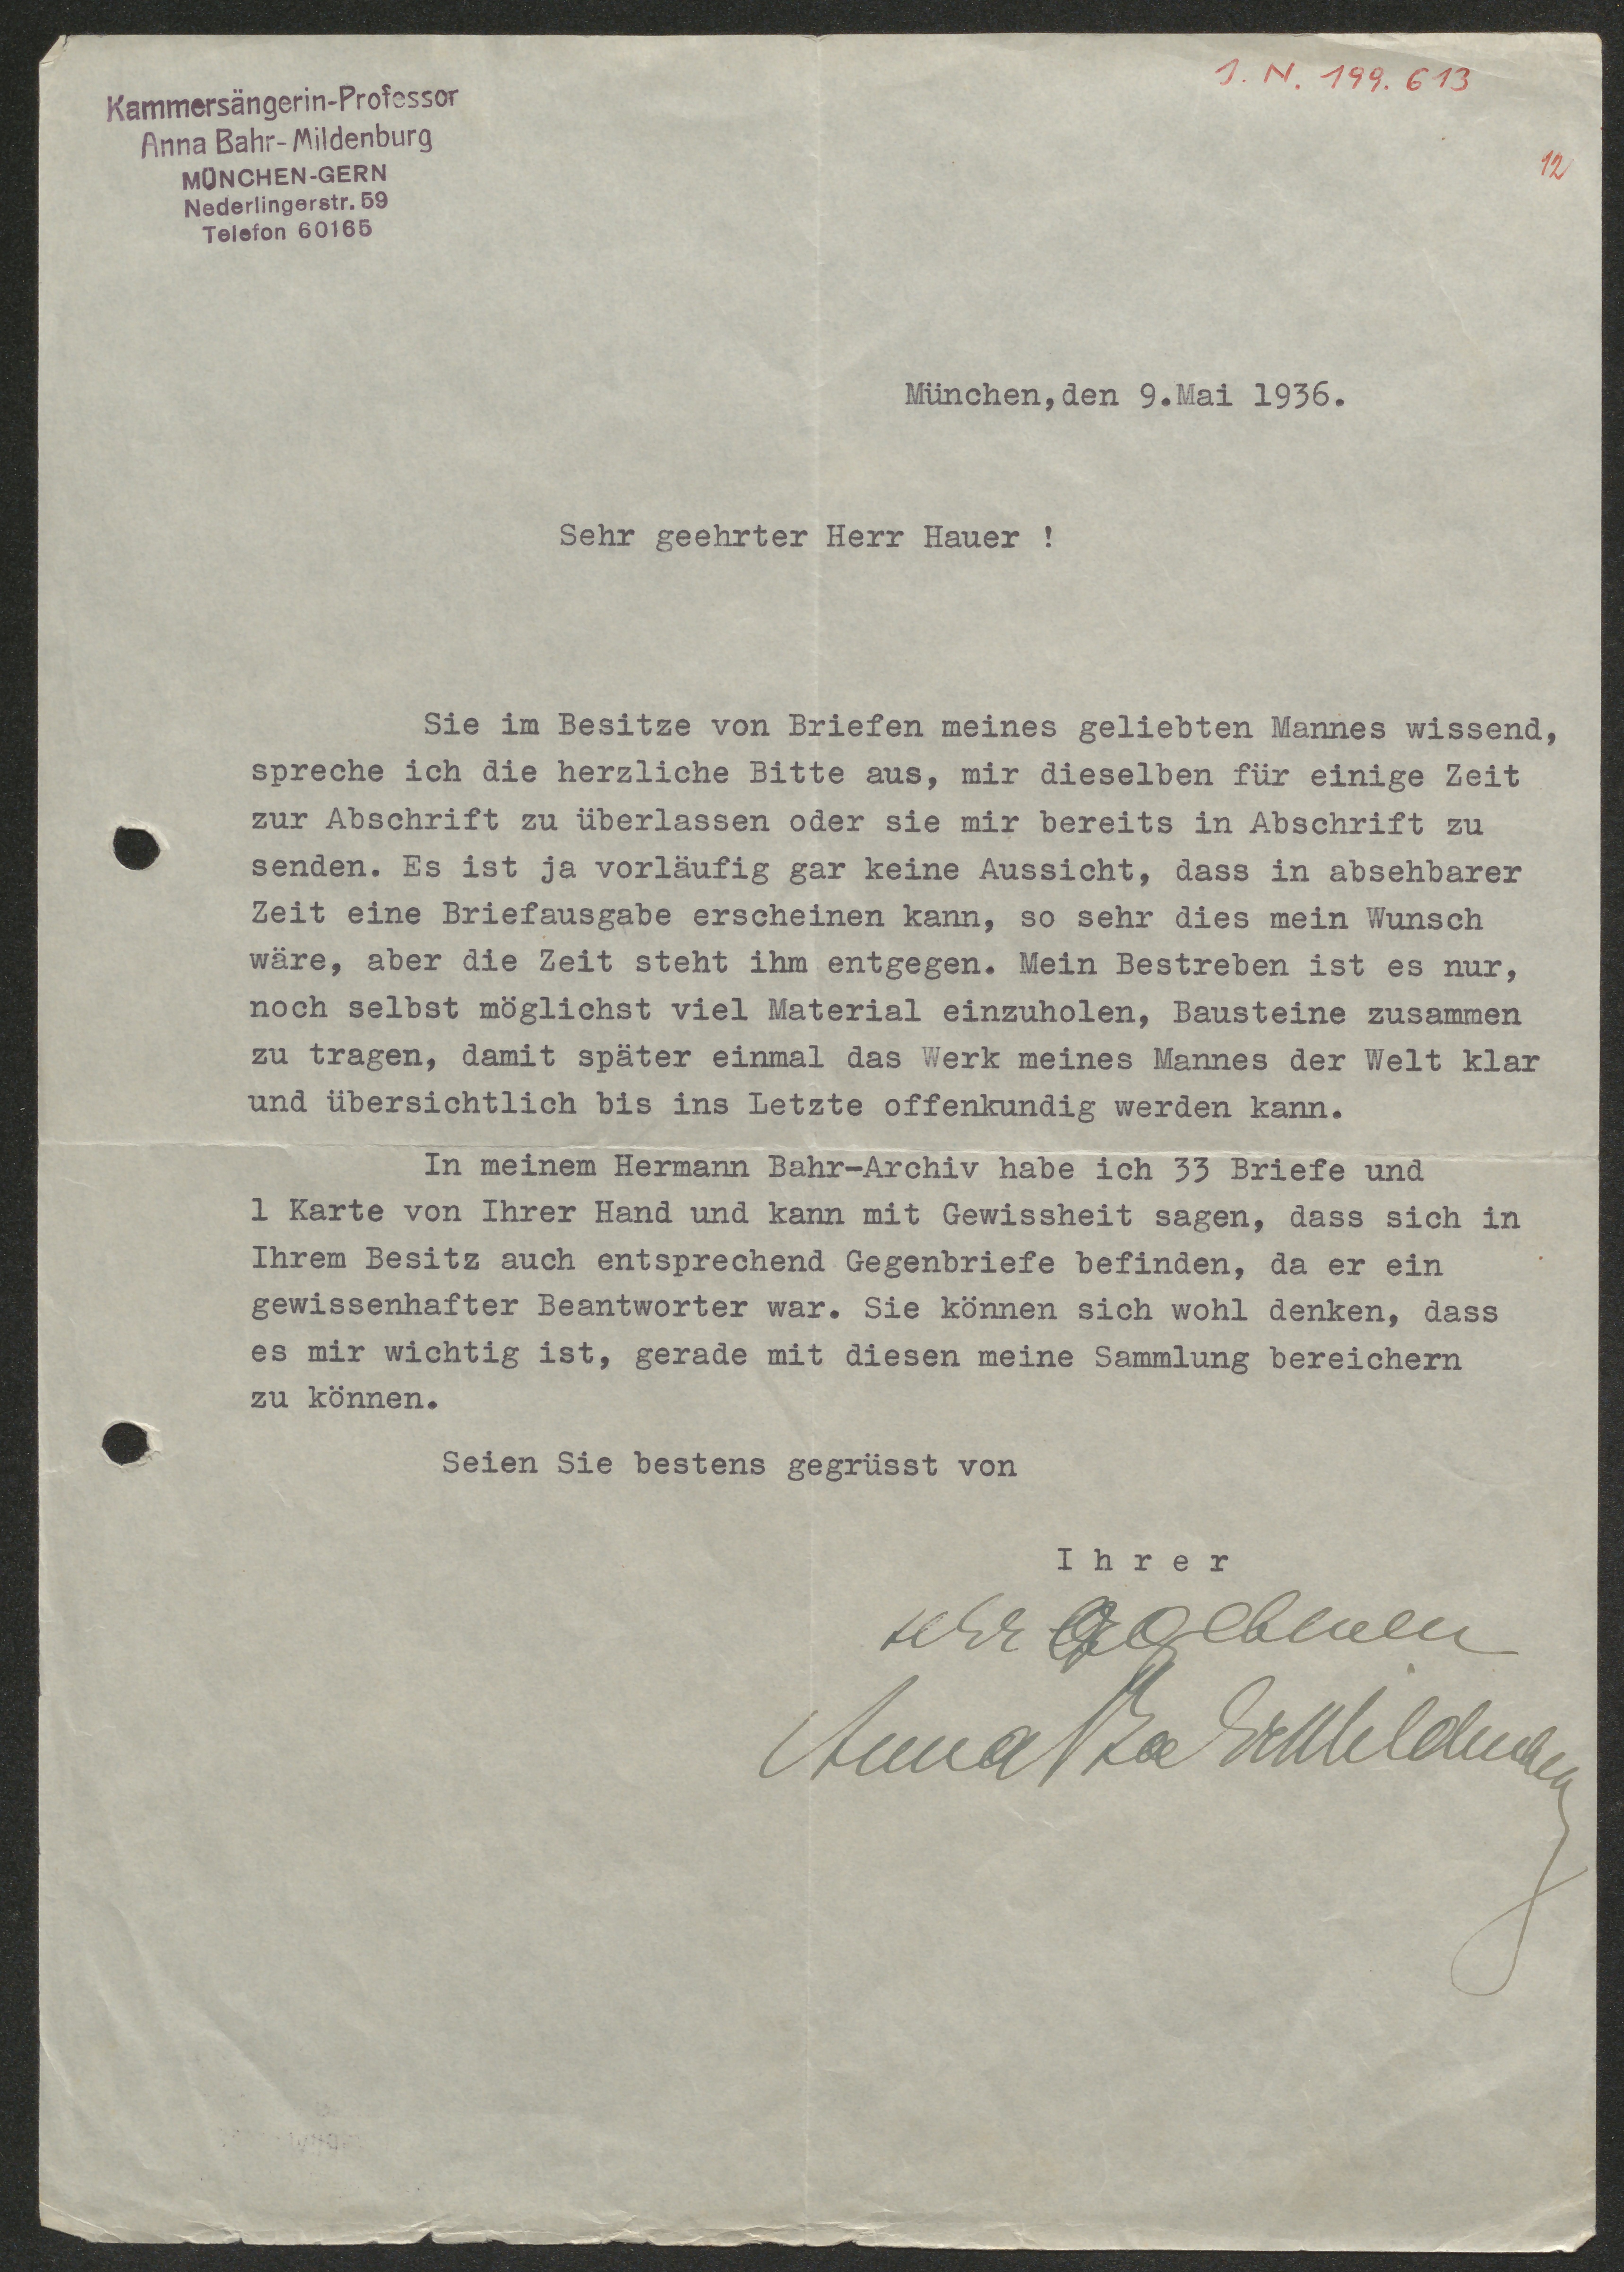 J. N. 199.613
12
Kammersängerin-Professor
Anna Bahr-Mildenburg
MÜNCHEN-GERN
Nederlingerstr. 59
Telefon 60165
München,den 9.Mai 1936.
Sehr geehrter Herr Hauer !
Sie im Besitze von Briefen meines geliebten Mannes wissend,
spreche ich die herzliche Bitte aus, mir dieselben für einige Zeit
zur Abschrift zu überlassen oder sie mir bereits in Abschrift zu
senden. Es ist ja vorläufig gar keine Aussicht, dass in absehbarer
Zeit eine Briefausgabe erscheinen kann, so sehr dies mein Wunsch
wäre, aber die Zeit steht ihm entgegen. Mein Bestreben ist es nur,
noch selbst möglichst viel Material einzuholen, Bausteine zusammen
zu tragen, damit später einmal das Werk meines Mannes der Welt klar
und übersichtlich bis ins Letzte offenkundig werden kann.
In meinem Hermann Bahr-Archiv habe ich 33 Briefe und
1 Karte von Ihrer Hand und kann mit Gewissheit sagen, dass sich in
Ihrem Besitz auch entsprechend Gegenbriefe befinden, da er ein
gewissenhafter Beantworter war. Sie können sich wohl denken, dass
es mir wichtig ist, gerade mit diesen meine Sammlung bereichern
zu können.
Seien Sie bestens gegrüsst von
I h r e r
sehr ergebenen
Anna Bahr Mildenburg